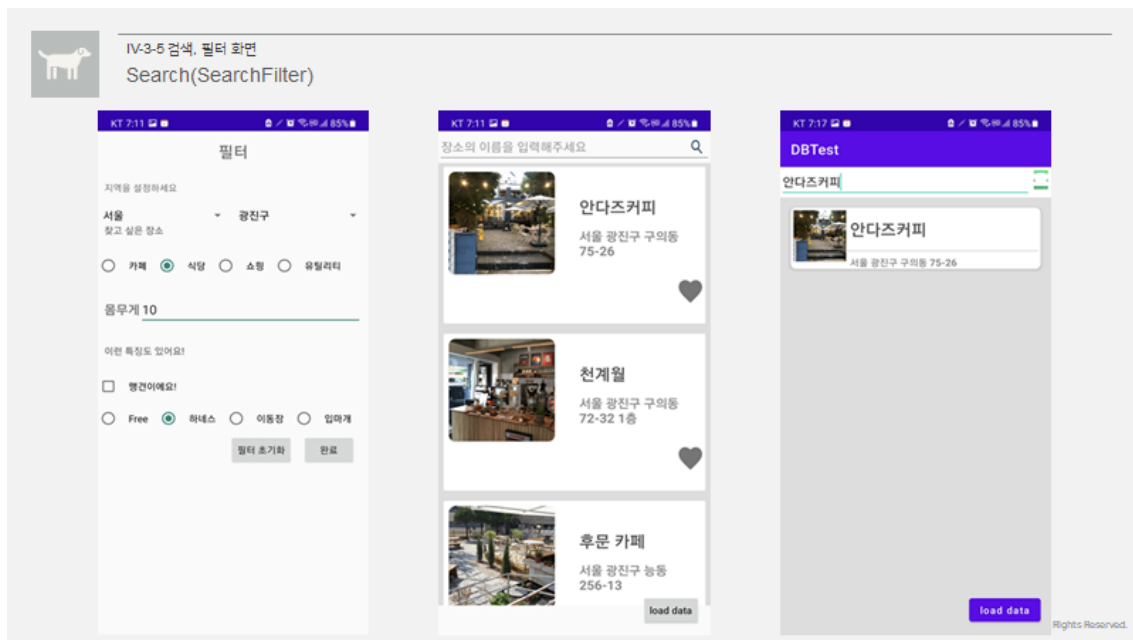 IV-3-5 검색, 필터 화면
Search(SearchFilter)
KT 7:11
85%
필터
지역을 설정하세요
서울
광진구
찾고 싶은 장소
카페 식당 쇼핑 유틸리티
몸무게 10
이런 특징도 있어요!
맹견이에요!
Free 하네스 이동장 입마개
필터 초기화 완료
KT 7:11
85%
장소의 이름을 입력해주세요
안다즈커피
서울 광진구 구의동
75-26
천계월
서울 광진구 구의동
72-32 1층
후문 카페
서울 광진구 능동
256-13
load data
KT 7:17
85%
DBTest
안다즈커피
안다즈커피
서울 광진구 구의동 75-26
load data
Rights Reserved.